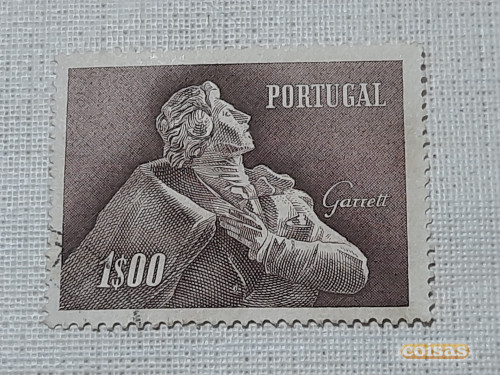 PORTUGAL
Garrett
1$00
coisas